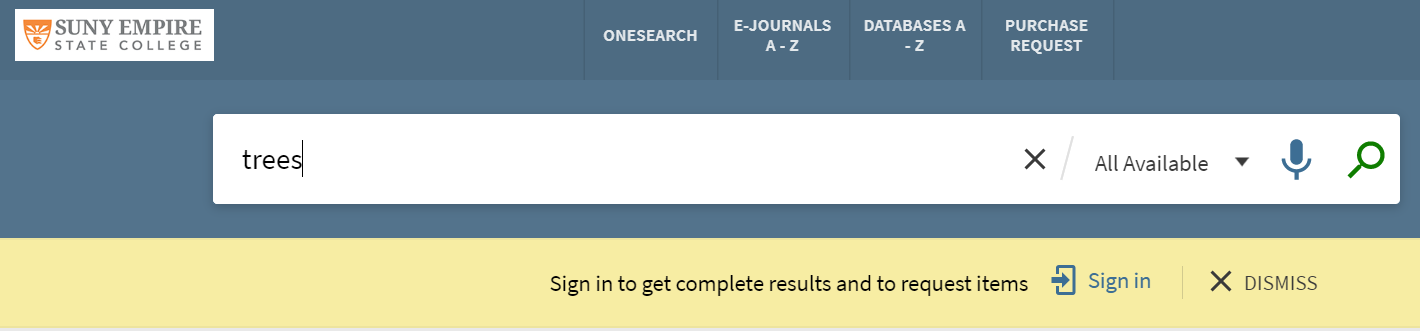 SUNY EMPIRE
STATE COLLEGE
ONESEARCH
E-JOURNALS
A - Z
DATABASES A
- Z
PURCHASE
REQUEST
trees
All Available
Sign in to get complete results and to request items
Sign in
DISMISS